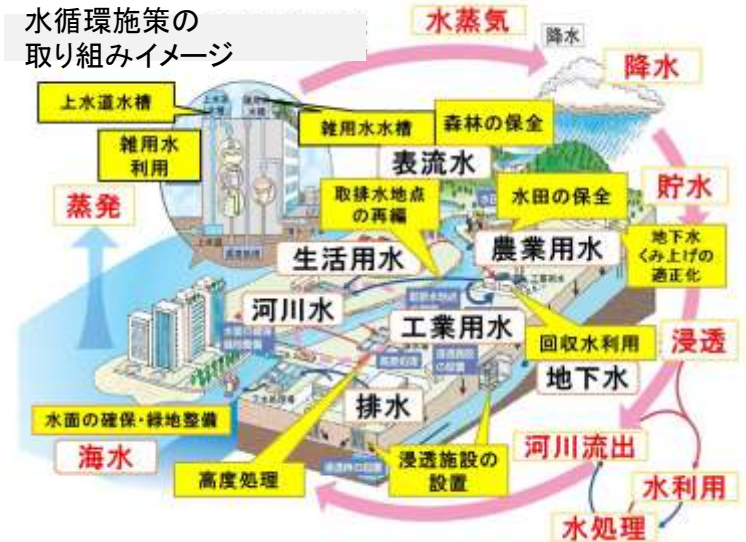 水循環施策の
取り組みイメージ
水蒸気
降水
降水
上水道水槽
雑用水水槽
森林の保全
雑用水
利用
表流水
蒸発
取排水地点
の再編
水田の保全
貯水
生活用水
農業用水
地下水
くみ上げの
適正化
河川水
工業用水
回収水利用
浸透
地下水
排水
水面の確保・緑地整備
海水
高度処理
浸透施設の
設置
河川流出
水利用
水処理